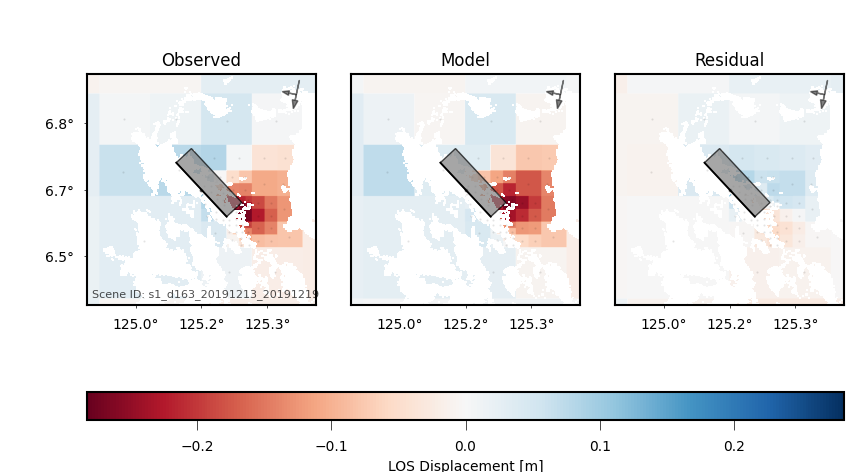 Observed Model Residual
6.8°
6.7°
6.5°
Scene ID: s1_d163_20191213_20191219
125.0° 125.2° 125.3° 125.0° 125.2° 125.3° 125.0° 125.2° 125.3°
−0.2 −0.1 0.0 0.1 0.2
LOS Displacement [m]